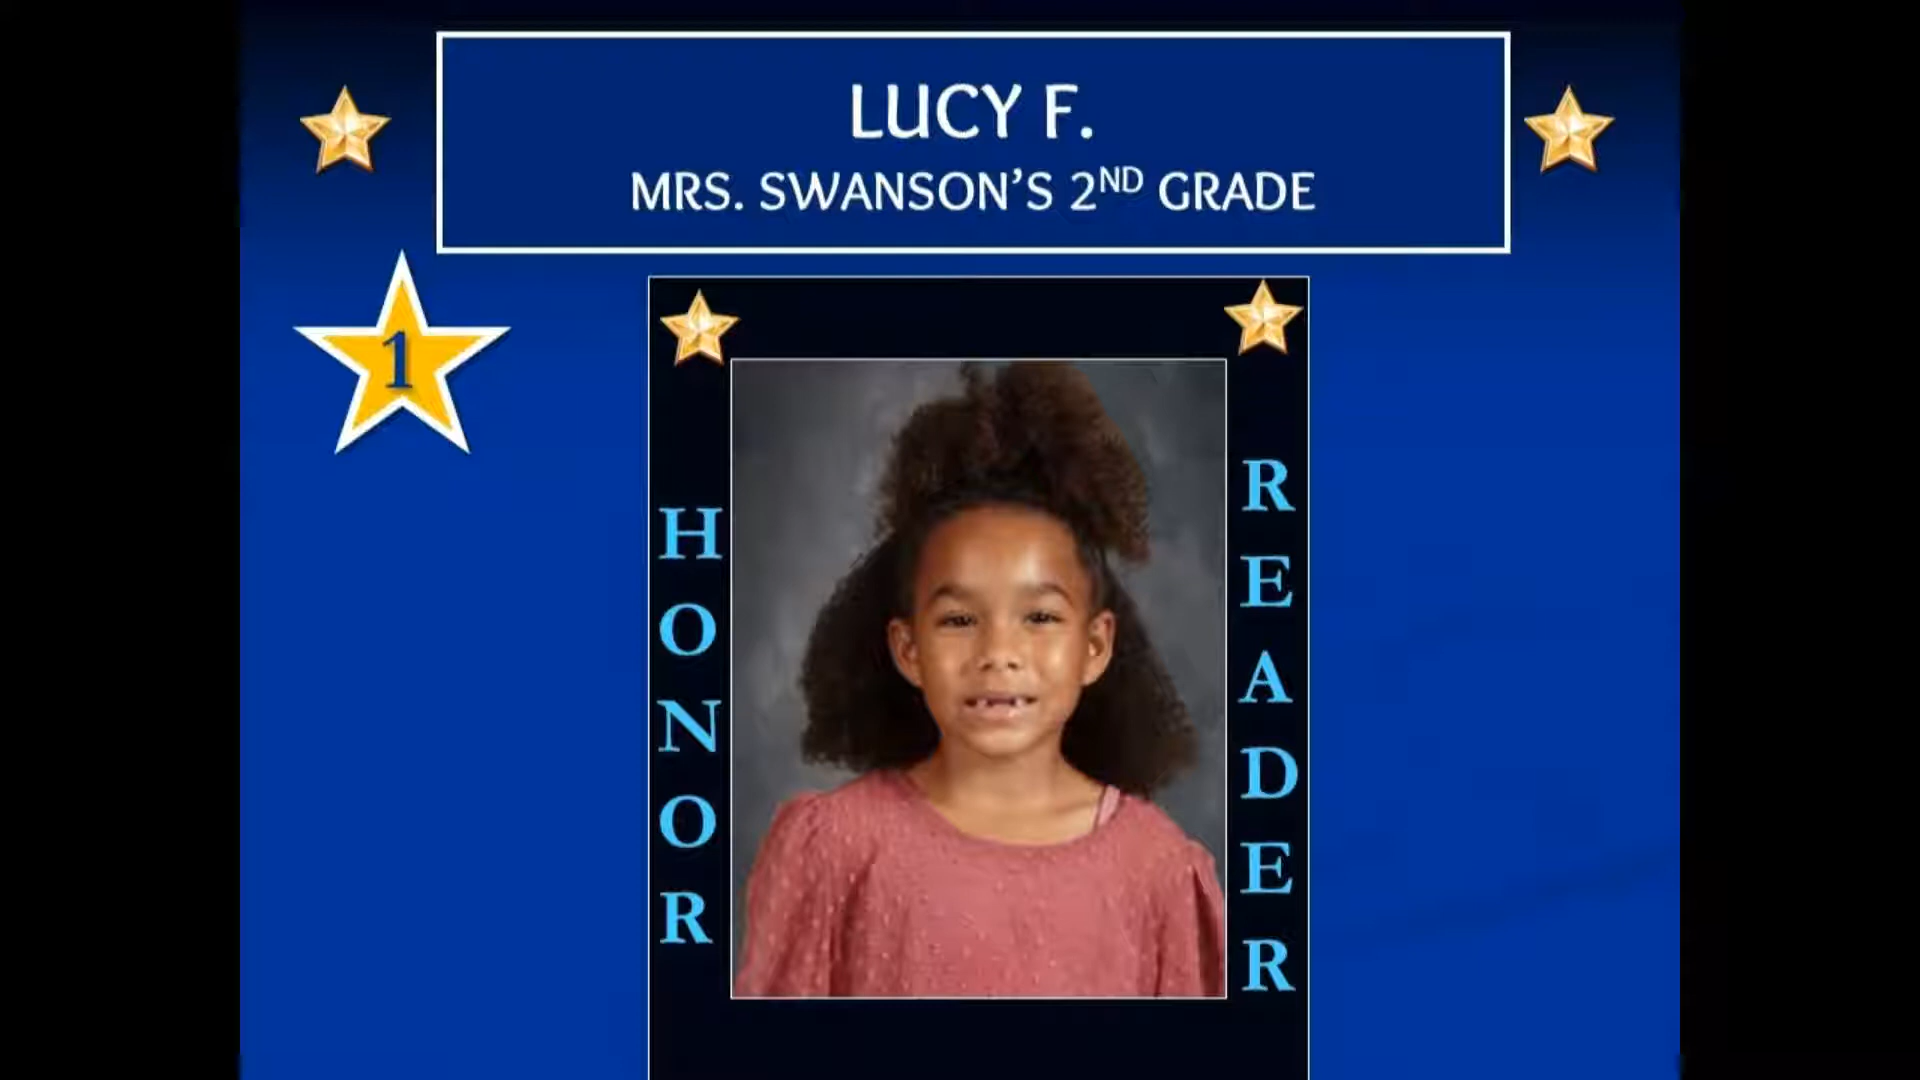 LUCY F.
MRS. SWANSON'S 2ND GRADE
1
HONOR
READER